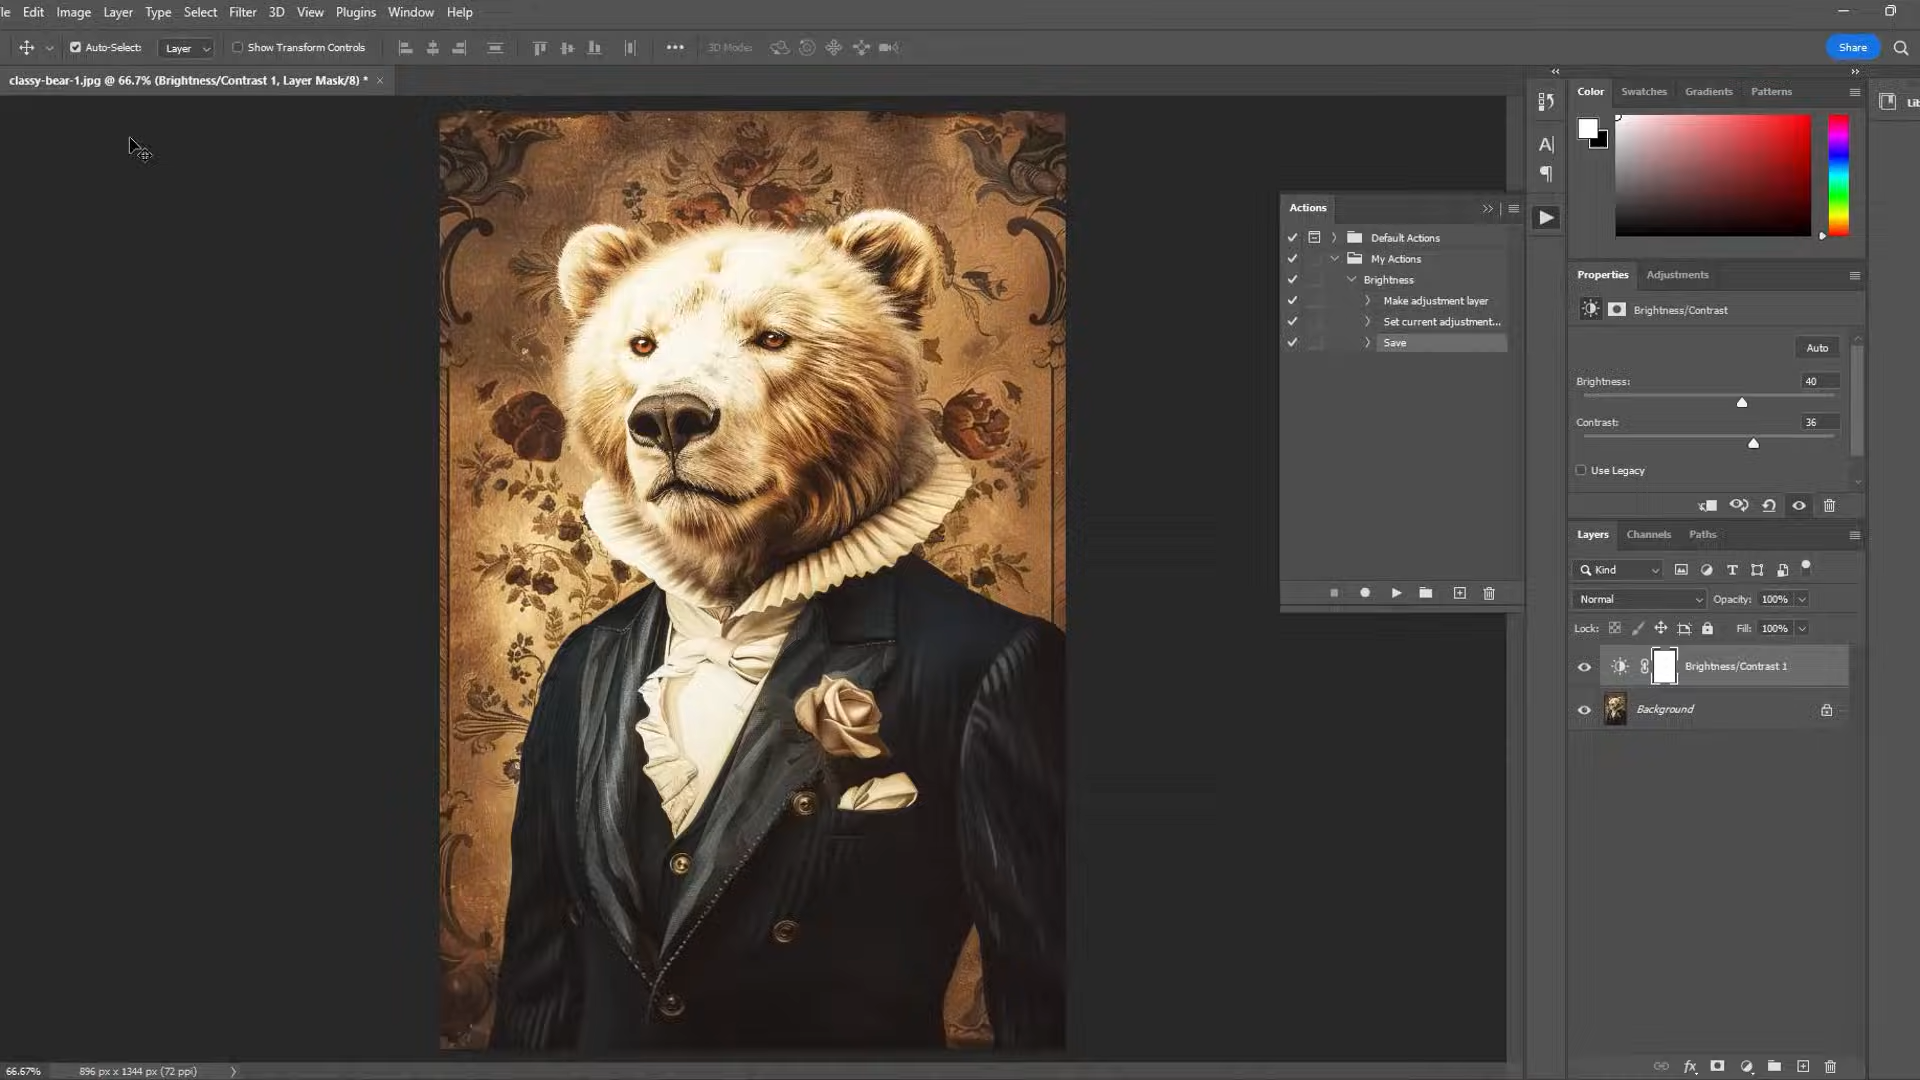 Edit Image Layer Type Select Filter 3D View Plugins Window Help
Auto-Select: Layer Show Transform Controls ••• 3D Mode: Share
classy-bear-1.jpg @ 66.7% (Brightness/Contrast 1, Layer Mask/8) * ×
Color Swatches Gradients Patterns
Actions
Default Actions
My Actions
Brightness
Make adjustment layer
Set current adjustment...
Save
Properties Adjustments
Brightness/Contrast
Auto
Brightness: 40
Contrast: 36
Use Legacy
Layers Channels Paths
Kind
Normal Opacity: 100%
Lock: Fill: 100%
Brightness/Contrast 1
Background
66.67% 896 px x 1344 px (72 ppi)